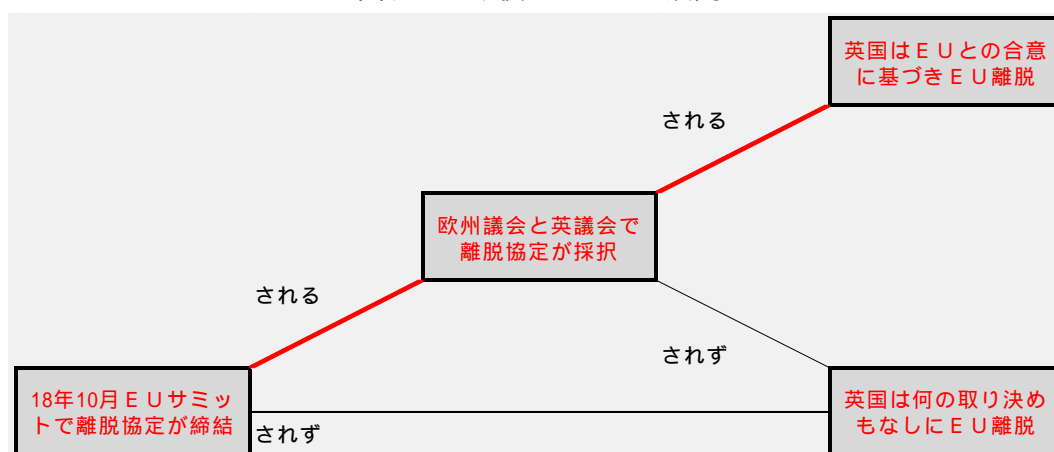 英国はＥＵとの合意
に基づきＥＵ離脱
される
欧州議会と英議会で
離脱協定が採択
される
されず
18年10月ＥＵサミッ
トで離脱協定が締結
されず
英国は何の取り決め
もなしにＥＵ離脱